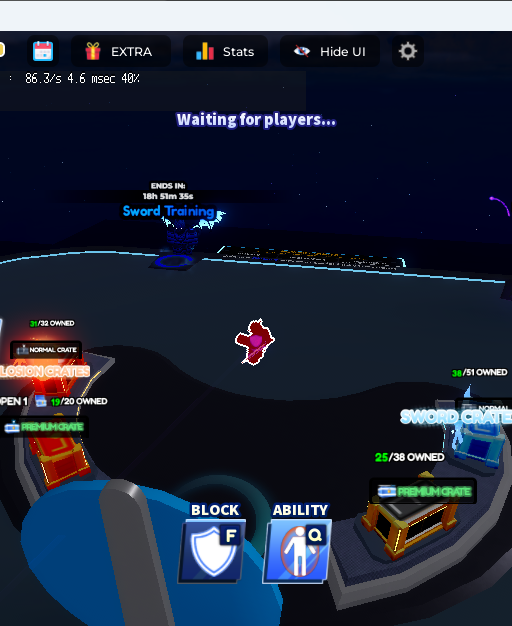 EXTRA
Stats
Hide UI
: 86.3/s 4.6 msec 40%
Waiting for players...
ENDS IN:
18h 51m 35s
Sword Training
31/32 OWNED
NORMAL CRATE
LOSION CRATES
PEN 1
19/20 OWNED
PREMIUM CRATE
38/51 OWNED
NORMAL
SWORD CRATE
25/38 OWNED
PREMIUM CRATE
BLOCK
F
ABILITY
Q